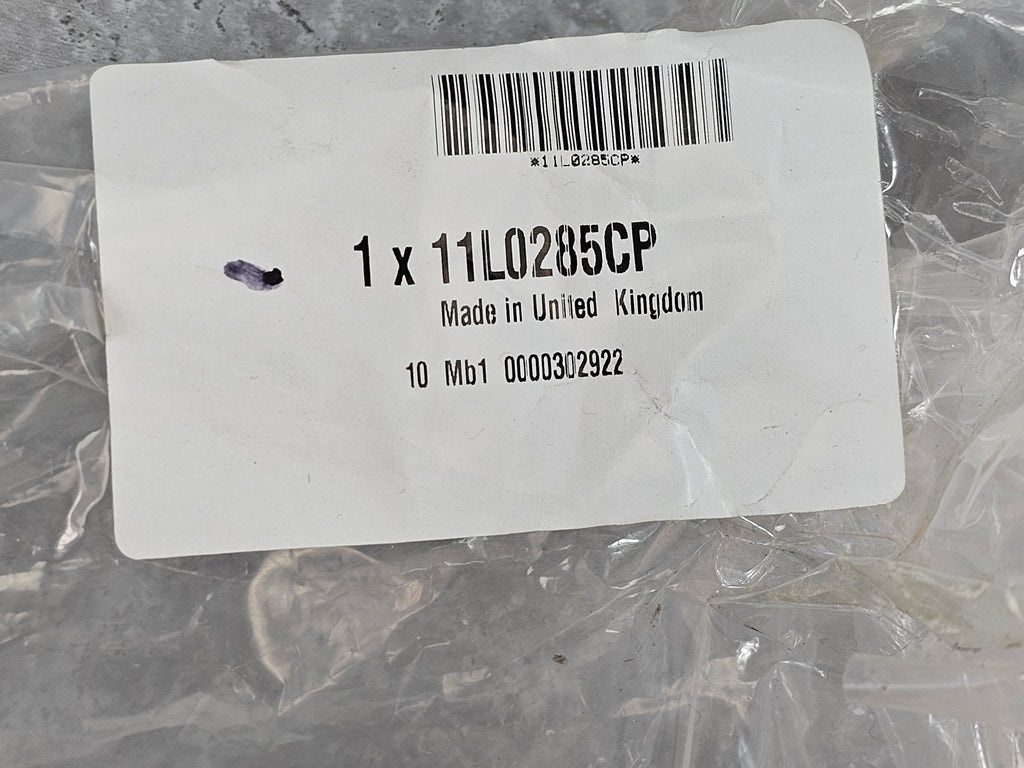 *11L0285CP*
1 x 11L0285CP
Made in United Kingdom
10 Mb1 0000302922